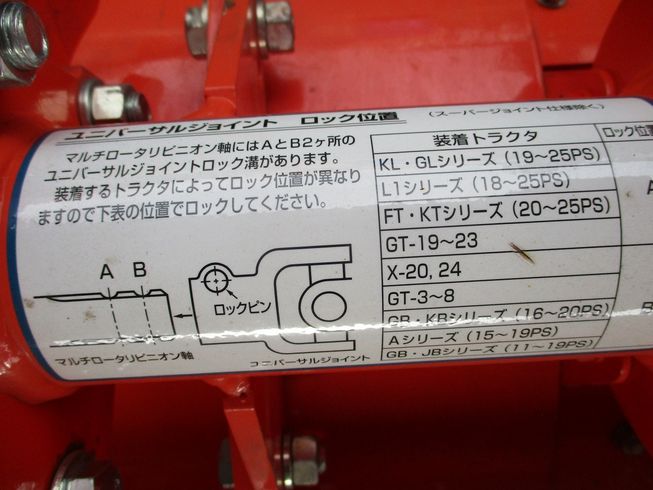 ユニバーサルジョイント ロック位置
(スーパージョイント仕様除く)
マルチロータリピニオン軸にはAとB2ヶ所の
ユニバーサルジョイントロック溝があります。
装着するトラクタによってロック位置が異なり
ますので下表の位置でロックしてください。
A B
ロックピン
マルチロータリピニオン軸
ユニバーサルジョイント
装着トラクタ ロック位置
KL・GLシリーズ (19~25PS)
L1シリーズ (18~25PS)
FT・KTシリーズ (20~25PS)
GT-19~23
A
X-20, 24
GT-3~8
GB・KBシリーズ (16~20PS)
Aシリーズ (15~19PS)
GB・JBシリーズ (11~19PS)
B